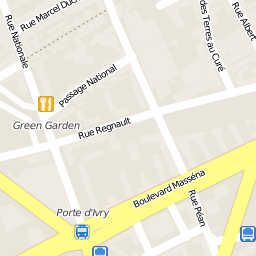 Rue Marcel Duc
Rue Nationale
Passage National
des Terres au Curé
Rue Albert
Green Garden
Rue Regnault
Boulevard Masséna
Rue Péan
Porte d'Ivry